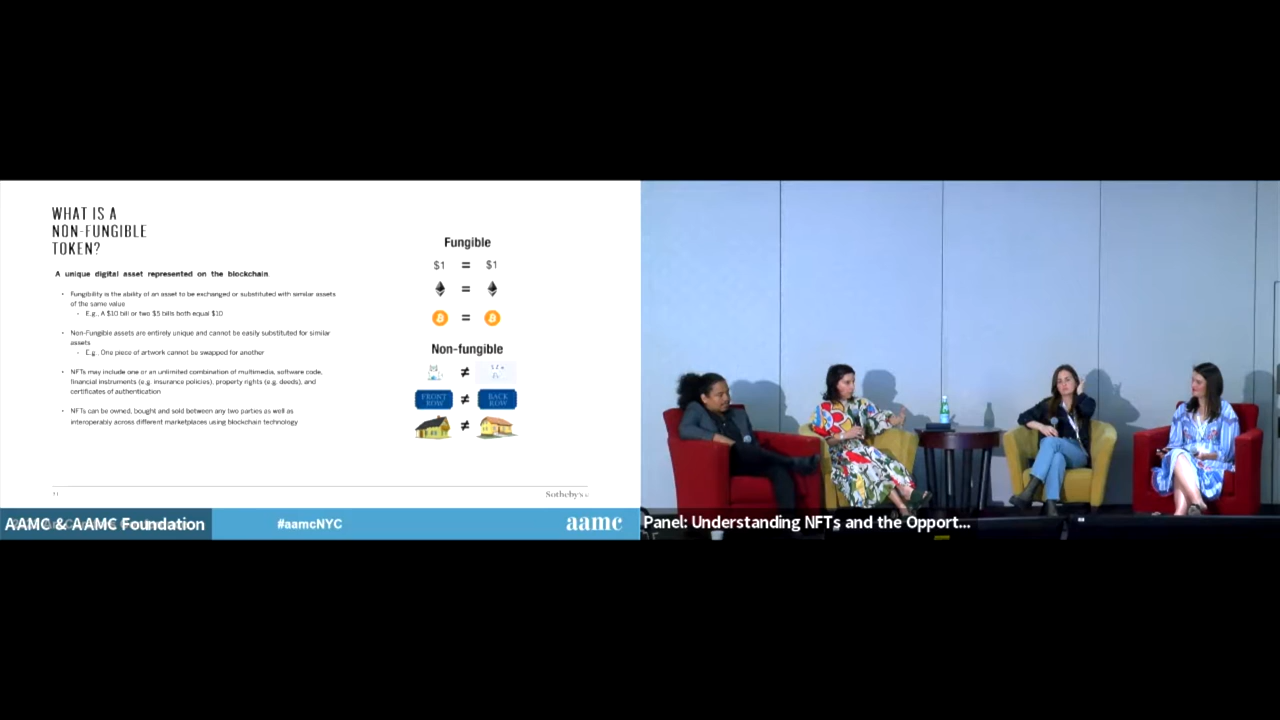 WHAT IS A
NON-FUNGIBLE
TOKEN?
A unique digital asset represented on the blockchain
• Fungibility is the ability of an asset to be exchanged or substituted with similar assets
of the same value
• E.g., A $10 bill or two $5 bills both equal $10
• Non-Fungible assets are entirely unique and cannot be easily substituted for similar
assets
• E.g., One piece of artwork cannot be swapped for another
• NFTs may include one or an unlimited combination of multimedia, software code,
financial instruments (e.g. insurance policies), property rights (e.g. deeds), and
certificates of authentication
• NFTs can be owned, bought and sold between any two parties as well as
interoperably across different marketplaces using blockchain technology
Fungible
$1 = $1
=
=
Non-fungible
≠
FRONT ROW ≠ BACK ROW
≠
Sotheby's
AAMC & AAMC Foundation
#aamcNYC
aamc
Panel: Understanding NFTs and the Opport...